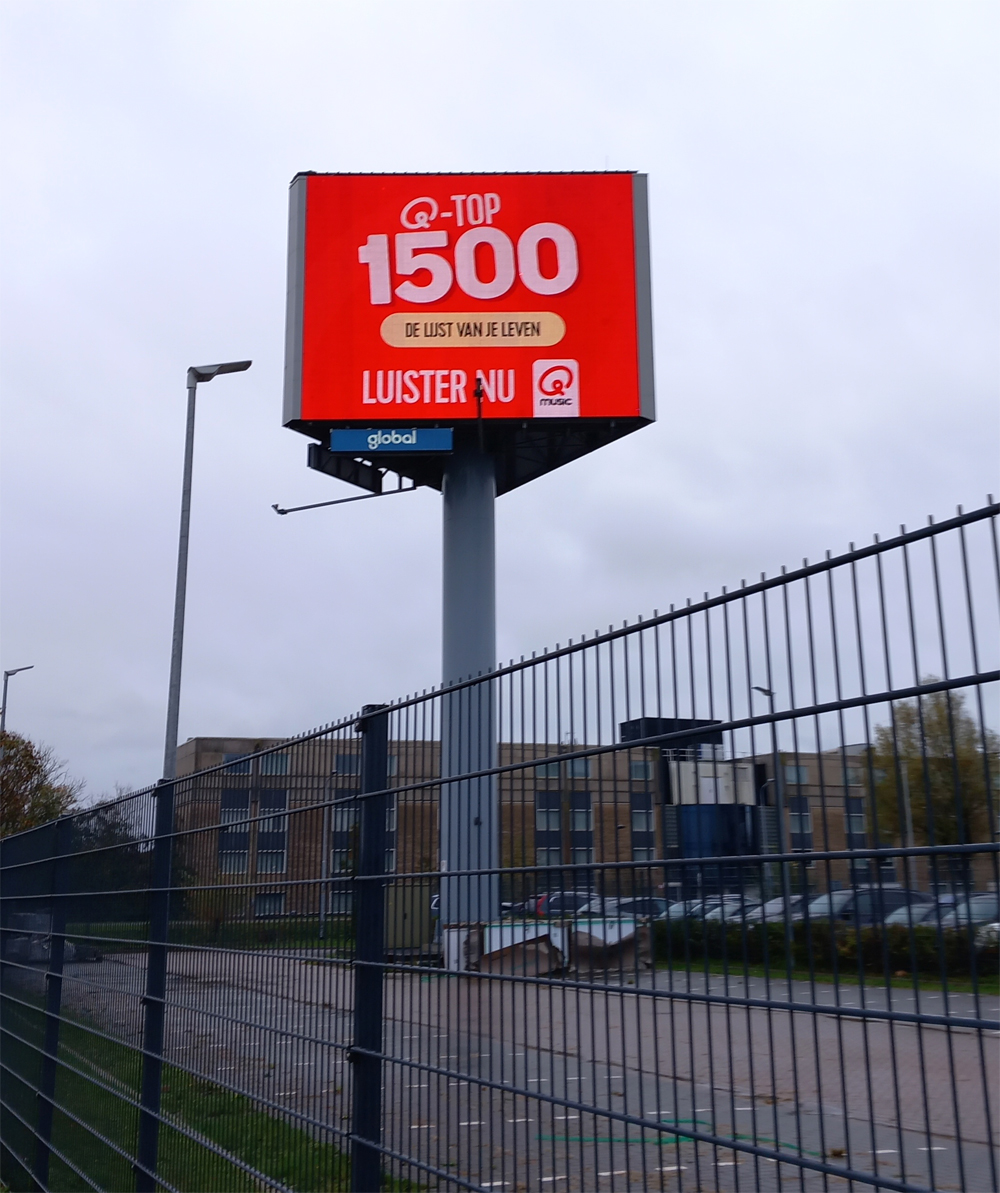 Q-TOP
1500
DE LIJST VAN JE LEVEN
LUISTER NU
Q
music
global